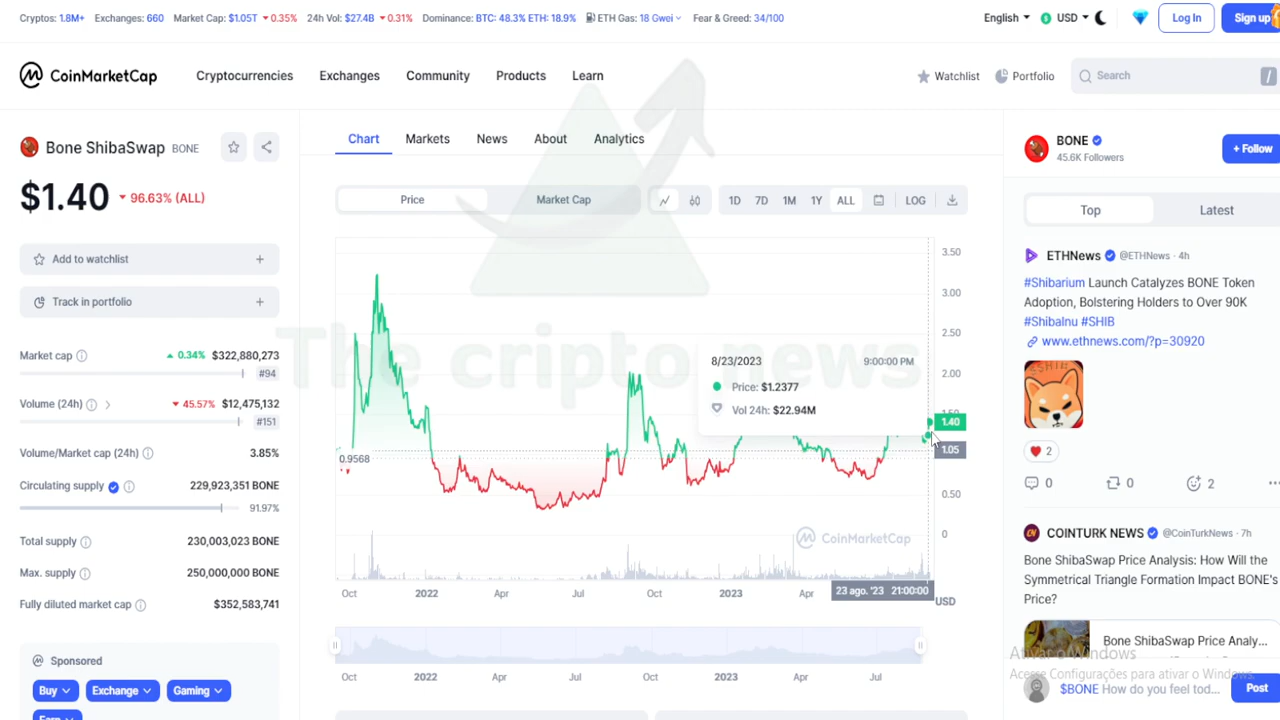 Cryptos: 1.8M+ Exchanges: 660 Market Cap: $1.05T 0.35% 24h Vol: $27.4B 0.31% Dominance: BTC: 48.3% ETH: 18.9% ETH Gas: 18 Gwei Fear & Greed: 34/100
English USD Log In Sign up
CoinMarketCap Cryptocurrencies Exchanges Community Products Learn
Watchlist Portfolio Search /
Bone ShibaSwap BONE
$1.40 96.63% (ALL)
Add to watchlist +
Track in portfolio +
Market cap 0.34% $322,880,273
#94
Volume (24h) 45.57% $12,475,132
#151
Volume/Market cap (24h) 3.85%
Circulating supply 229,923,351 BONE
91.97%
Total supply 230,003,023 BONE
Max. supply 250,000,000 BONE
Fully diluted market cap $352,583,741
Sponsored
Buy Exchange Gaming
Earn
Chart Markets News About Analytics
Price Market Cap 1D 7D 1M 1Y ALL LOG
3.50
3.00
2.50
2.00
1.50
1.40
1.05
0.50
0
0.9568
The cripto news
8/23/2023 9:00:00 PM
Price: $1.2377
Vol 24h: $22.94M
CoinMarketCap
Oct 2022 Apr Jul Oct 2023 Apr 23 ago. '23 21:00:00
USD
Oct 2022 Apr Jul Oct 2023 Apr Jul
BONE
45.6K Followers
+ Follow
Top Latest
ETHNews @ETHNews · 4h
#Shibarium Launch Catalyzes BONE Token
Adoption, Bolstering Holders to Over 90K
#ShibaInu #SHIB
www.ethnews.com/?p=30920
2
0 0 2 ...
COINTURK NEWS @CoinTurkNews · 7h
Bone ShibaSwap Price Analysis: How Will the
Symmetrical Triangle Formation Impact BONE's
Price?
Bone ShibaSwap Price Analy...
Ativar o Windows
Acesse Configurações para ativar o Windows.
$BONE How do you feel tod... Post